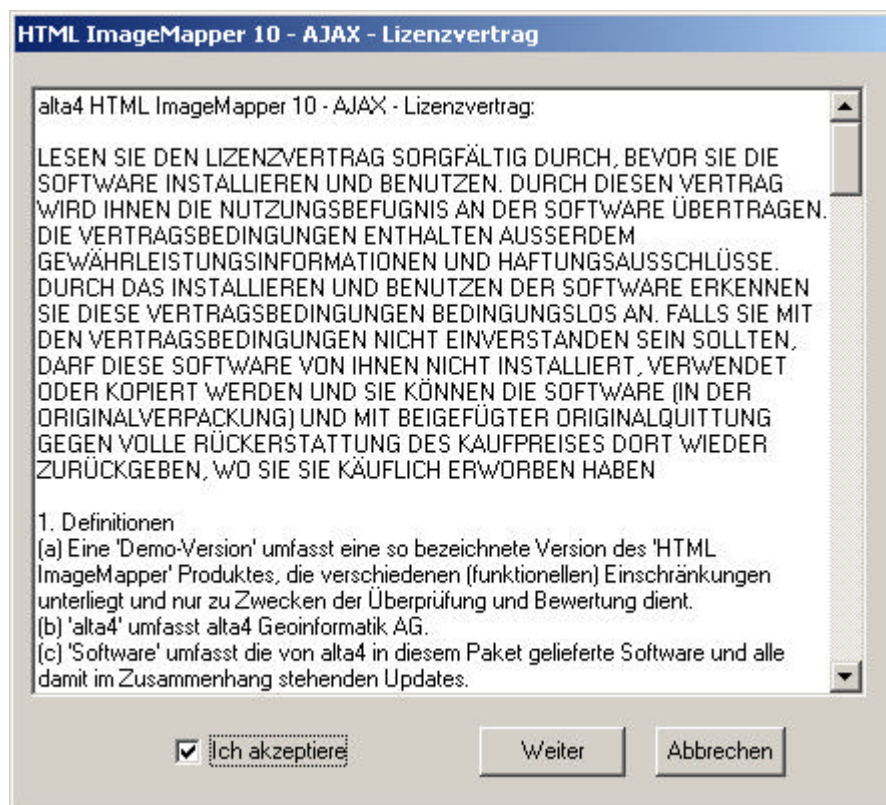 HTML ImageMapper 10 - AJAX - Lizenzvertrag
alta4 HTML ImageMapper 10 - AJAX - Lizenzvertrag:
LESEN SIE DEN LIZENZVERTRAG SORGFÄLTIG DURCH, BEVOR SIE DIE
SOFTWARE INSTALLIEREN UND BENUTZEN. DURCH DIESEN VERTRAG
WIRD IHNEN DIE NUTZUNGSBEFUGNIS AN DER SOFTWARE ÜBERTRAGEN.
DIE VERTRAGSBEDINGUNGEN ENTHALTEN AUSSERDEM
GEWÄHRLEISTUNGSINFORMATIONEN UND HAFTUNGSAUSSCHLÜSSE.
DURCH DAS INSTALLIEREN UND BENUTZEN DER SOFTWARE ERKENNEN
SIE DIESE VERTRAGSBEDINGUNGEN BEDINGUNGSLOS AN. FALLS SIE MIT
DEN VERTRAGSBEDINGUNGEN NICHT EINVERSTANDEN SEIN SOLLTEN,
DARF DIESE SOFTWARE VON IHNEN NICHT INSTALLIERT, VERWENDET
ODER KOPIERT WERDEN UND SIE KÖNNEN DIE SOFTWARE (IN DER
ORIGINALVERPACKUNG) UND MIT BEIGEFÜGTER ORIGINALQUITTUNG
GEGEN VOLLE RÜCKERSTATTUNG DES KAUFPREISES DORT WIEDER
ZURÜCKGEBEN, WO SIE SIE KÄUFLICH ERWORBEN HABEN
1. Definitionen
(a) Eine 'Demo-Version' umfasst eine so bezeichnete Version des 'HTML
ImageMapper' Produktes, die verschiedenen (funktionellen) Einschränkungen
unterliegt und nur zu Zwecken der Überprüfung und Bewertung dient.
(b) 'alta4' umfasst alta4 Geoinformatik AG.
(c) 'Software' umfasst die von alta4 in diesem Paket gelieferte Software und alle
damit im Zusammenhang stehenden Updates.
Ich akzeptiere
Weiter
Abbrechen